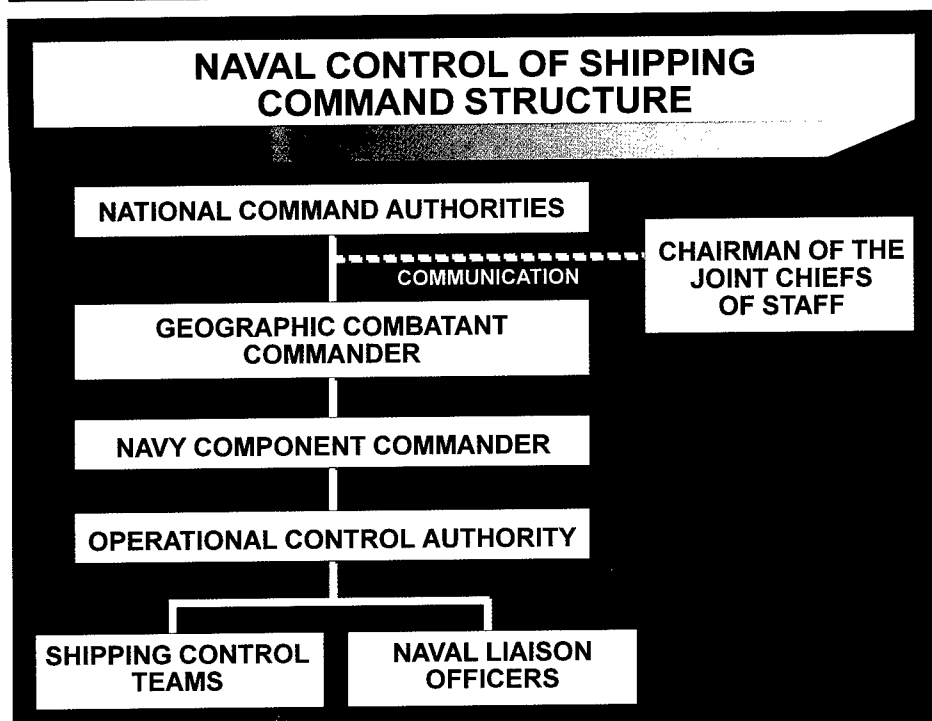 NAVAL CONTROL OF SHIPPING
COMMAND STRUCTURE
NATIONAL COMMAND AUTHORITIES
COMMUNICATION
CHAIRMAN OF THE
JOINT CHIEFS
OF STAFF
GEOGRAPHIC COMBATANT
COMMANDER
NAVY COMPONENT COMMANDER
OPERATIONAL CONTROL AUTHORITY
SHIPPING CONTROL
TEAMS
NAVAL LIAISON
OFFICERS